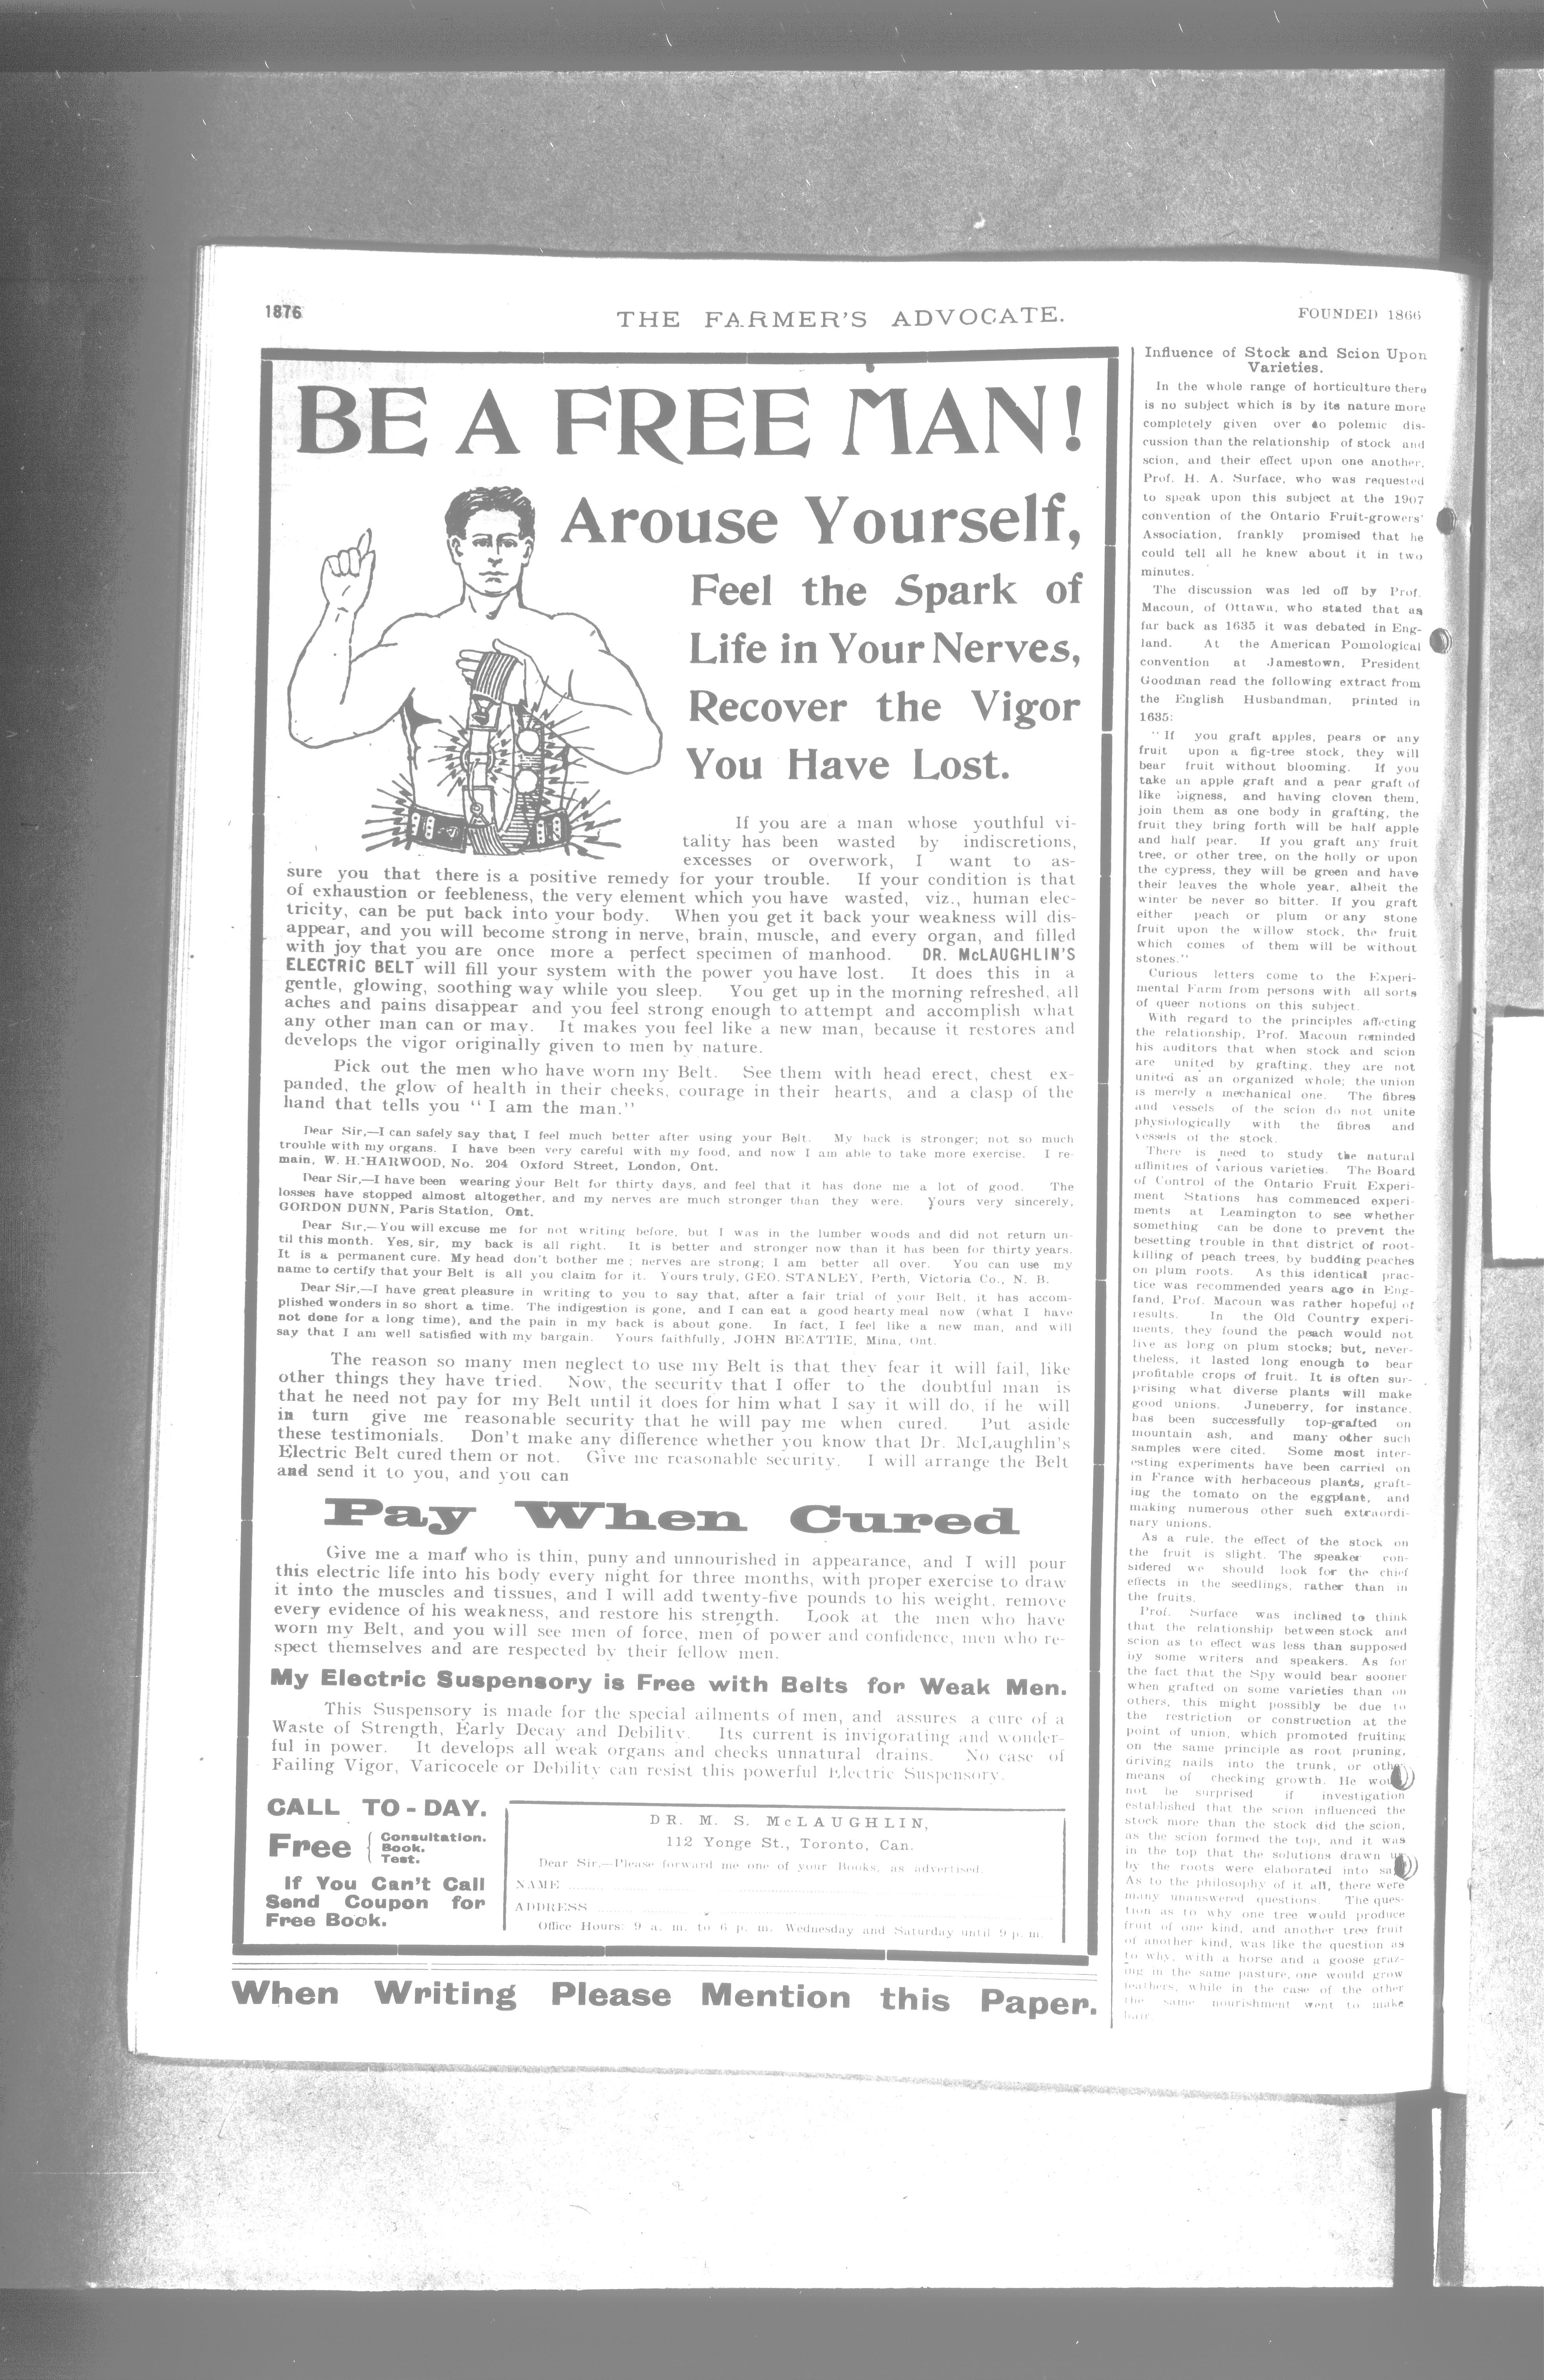 1876
THE FARMER'S ADVOCATE.
FOUNDED 1866
BE A FREE MAN!
Arouse Yourself,
Feel the Spark of
Life in Your Nerves,
Recover the Vigor
You Have Lost.
If you are a man whose youthful vi-
tality has been wasted by indiscretions,
excesses or overwork, I want to as-
sure you that there is a positive remedy for your trouble. If your condition is that
of exhaustion or feebleness, the very element which you have wasted, viz., human elec-
tricity, can be put back into your body. When you get it back your weakness will dis-
appear, and you will become strong in nerve, brain, muscle, and every organ, and filled
with joy that you are once more a perfect specimen of manhood. DR. McLAUGHLIN'S
ELECTRIC BELT will fill your system with the power you have lost. It does this in a
gentle, glowing, soothing way while you sleep. You get up in the morning refreshed, all
aches and pains disappear and you feel strong enough to attempt and accomplish what
any other man can or may. It makes you feel like a new man, because it restores and
develops the vigor originally given to men by nature.
Pick out the men who have worn my Belt. See them with head erect, chest ex-
panded, the glow of health in their cheeks, courage in their hearts, and a clasp of the
hand that tells you "I am the man."
Dear Sir,—I can safely say that I feel much better after using your Belt. My back is stronger; not so much
trouble with my organs. I have been very careful with my food, and now I am able to take more exercise. I re-
main, W. H. HARWOOD, No. 204 Oxford Street, London, Ont.
Dear Sir,—I have been wearing your Belt for thirty days, and feel that it has done me a lot of good. The
losses have stopped almost altogether, and my nerves are much stronger than they were. Yours very sincerely,
GORDON DUNN, Paris Station, Ont.
Dear Sir,—You will excuse me for not writing before, but I was in the lumber woods and did not return un-
til this month. Yes, sir, my back is all right. It is better and stronger now than it has been for thirty years.
It is a permanent cure. My head don't bother me; nerves are strong; I am better all over. You can use my
name to certify that your Belt is all you claim for it. Yours truly, GEO. STANLEY, Perth, Victoria Co., N. B.
Dear Sir,—I have great pleasure in writing to you to say that, after a fair trial of your Belt, it has accom-
plished wonders in so short a time. The indigestion is gone, and I can eat a good hearty meal now (what I have
not done for a long time), and the pain in my back is about gone. In fact, I feel like a new man, and will
say that I am well satisfied with my bargain. Yours faithfully, JOHN BEATTIE, Mina, Ont.
The reason so many men neglect to use my Belt is that they fear it will fail, like
other things they have tried. Now, the security that I offer to the doubtful man is
that he need not pay for my Belt until it does for him what I say it will do, if he will
in turn give me reasonable security that he will pay me when cured. Put aside
these testimonials. Don't make any difference whether you know that Dr. McLaughlin's
Electric Belt cured them or not. Give me reasonable security. I will arrange the Belt
and send it to you, and you can
Pay When Cured
Give me a man who is thin, puny and unnourished in appearance, and I will pour
this electric life into his body every night for three months, with proper exercise to draw
it into the muscles and tissues, and I will add twenty-five pounds to his weight, remove
every evidence of his weakness, and restore his strength. Look at the men who have
worn my Belt, and you will see men of force, men of power and confidence, men who re-
spect themselves and are respected by their fellow men.
My Electric Suspensory is Free with Belts for Weak Men.
This Suspensory is made for the special ailments of men, and assures a cure of a
Waste of Strength, Early Decay and Debility. Its current is invigorating and wonder-
ful in power. It develops all weak organs and checks unnatural drains. No case of
Failing Vigor, Varicocele or Debility can resist this powerful Electric Suspensory.
CALL TO-DAY.
Free { Consultation.
Book.
Test.
If You Can't Call
Send Coupon for
Free Book.
DR. M. S. McLAUGHLIN,
112 Yonge St., Toronto, Can.
Dear Sir,—Please forward me one of your Books, as advertised.
NAME
ADDRESS
Office Hours: 9 a. m. to 6 p. m. Wednesday and Saturday until 9 p. m.
When Writing Please Mention this Paper.
Influence of Stock and Scion Upon
Varieties.
In the whole range of horticulture there
is no subject which is by its nature more
completely given over to polemic dis-
cussion than the relationship of stock and
scion, and their effect upon one another.
Prof. H. A. Surface, who was requested
to speak upon this subject at the 1907
convention of the Ontario Fruit-growers'
Association, frankly promised that he
could tell all he knew about it in two
minutes.
The discussion was led off by Prof.
Macoun, of Ottawa, who stated that as
far back as 1635 it was debated in Eng-
land. At the American Pomological
convention at Jamestown, President
Goodman read the following extract from
the English Husbandman, printed in
1635:
"If you graft apples, pears or any
fruit upon a fig-tree stock, they will
bear fruit without blooming. If you
take an apple graft and a pear graft of
like bigness, and having cloven them,
join them as one body in grafting, the
fruit they bring forth will be half apple
and half pear. If you graft any fruit
tree, or other tree, on the holly or upon
the cypress, they will be green and have
their leaves the whole year, albeit the
winter be never so bitter. If you graft
either peach or plum or any stone
fruit upon the willow stock, the fruit
which comes of them will be without
stones."
Curious letters come to the Experi-
mental Farm from persons with all sorts
of queer notions on this subject.
With regard to the principles affecting
the relationship, Prof. Macoun reminded
his auditors that when stock and scion
are united by grafting, they are not
united as an organized whole; the union
is merely a mechanical one. The fibres
and vessels of the scion do not unite
physiologically with the fibres and
vessels of the stock.
There is need to study the natural
affinities of various varieties. The Board
of Control of the Ontario Fruit Experi-
ment Stations has commenced experi-
ments at Leamington to see whether
something can be done to prevent the
besetting trouble in that district of root-
killing of peach trees, by budding peaches
on plum roots. As this identical prac-
tice was recommended years ago in Eng-
land, Prof. Macoun was rather hopeful of
results. In the Old Country experi-
ments, they found the peach would not
live as long on plum stocks; but, never-
theless, it lasted long enough to bear
profitable crops of fruit. It is often sur-
prising what diverse plants will make
good unions. Juneberry, for instance,
has been successfully top-grafted on
mountain ash, and many other such
samples were cited. Some most inter-
esting experiments have been carried on
in France with herbaceous plants, graft-
ing the tomato on the eggplant, and
making numerous other such extraordi-
nary unions.
As a rule, the effect of the stock on
the fruit is slight. The speaker con-
sidered we should look for the chief
effects in the seedlings, rather than in
the fruits.
Prof. Surface was inclined to think
that the relationship between stock and
scion as to effect was less than supposed
by some writers and speakers. As for
the fact that the Spy would bear sooner
when grafted on some varieties than on
others, this might possibly be due to
the restriction or construction at the
point of union, which promoted fruiting
on the same principle as root pruning,
driving nails into the trunk, or othe
means of checking growth. He wou
not be surprised if investigation
established that the scion influenced the
stock more than the stock did the scion,
as the scion formed the top, and it was
in the top that the solutions drawn u
by the roots were elaborated into sa
As to the philosophy of it all, there were
many unanswered questions. The ques-
tion as to why one tree would produce
fruit of one kind, and another tree fruit
of another kind, was like the question as
to why, with a horse and a goose graz-
ing in the same pasture, one would grow
feathers, while in the case of the other
the same nourishment went to make
hair.